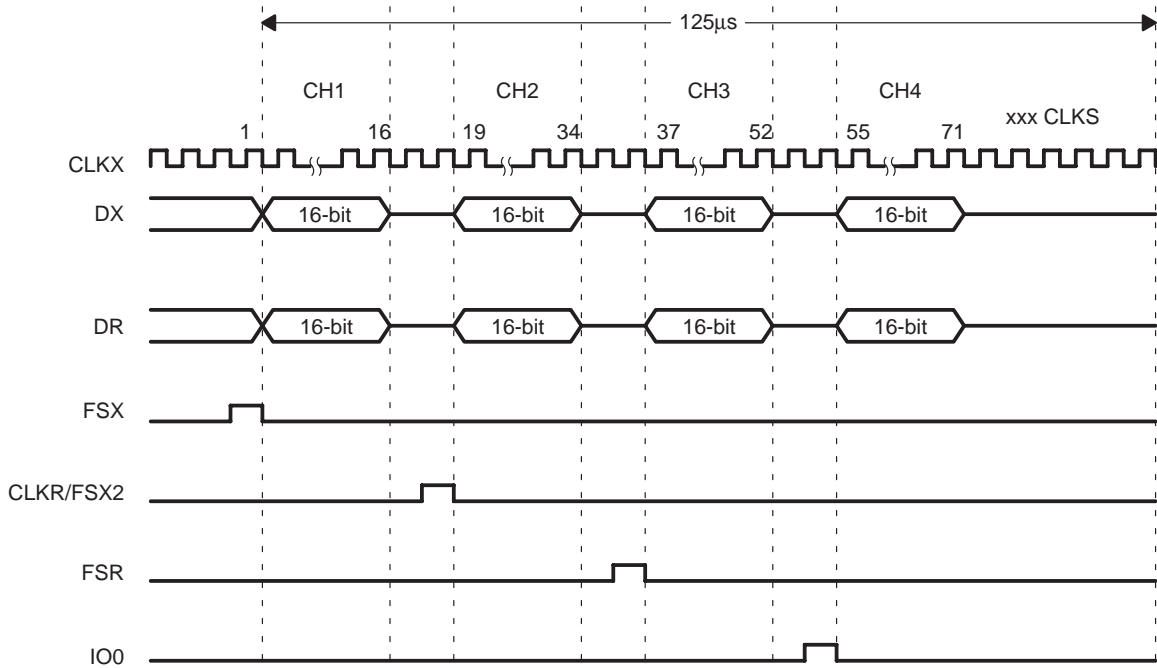 125µs
CH1 CH2 CH3 CH4
1 16 19 34 37 52 55 71 xxx CLKS
CLKX
DX 16-bit 16-bit 16-bit 16-bit
DR 16-bit 16-bit 16-bit 16-bit
FSX
CLKR/FSX2
FSR
IO0